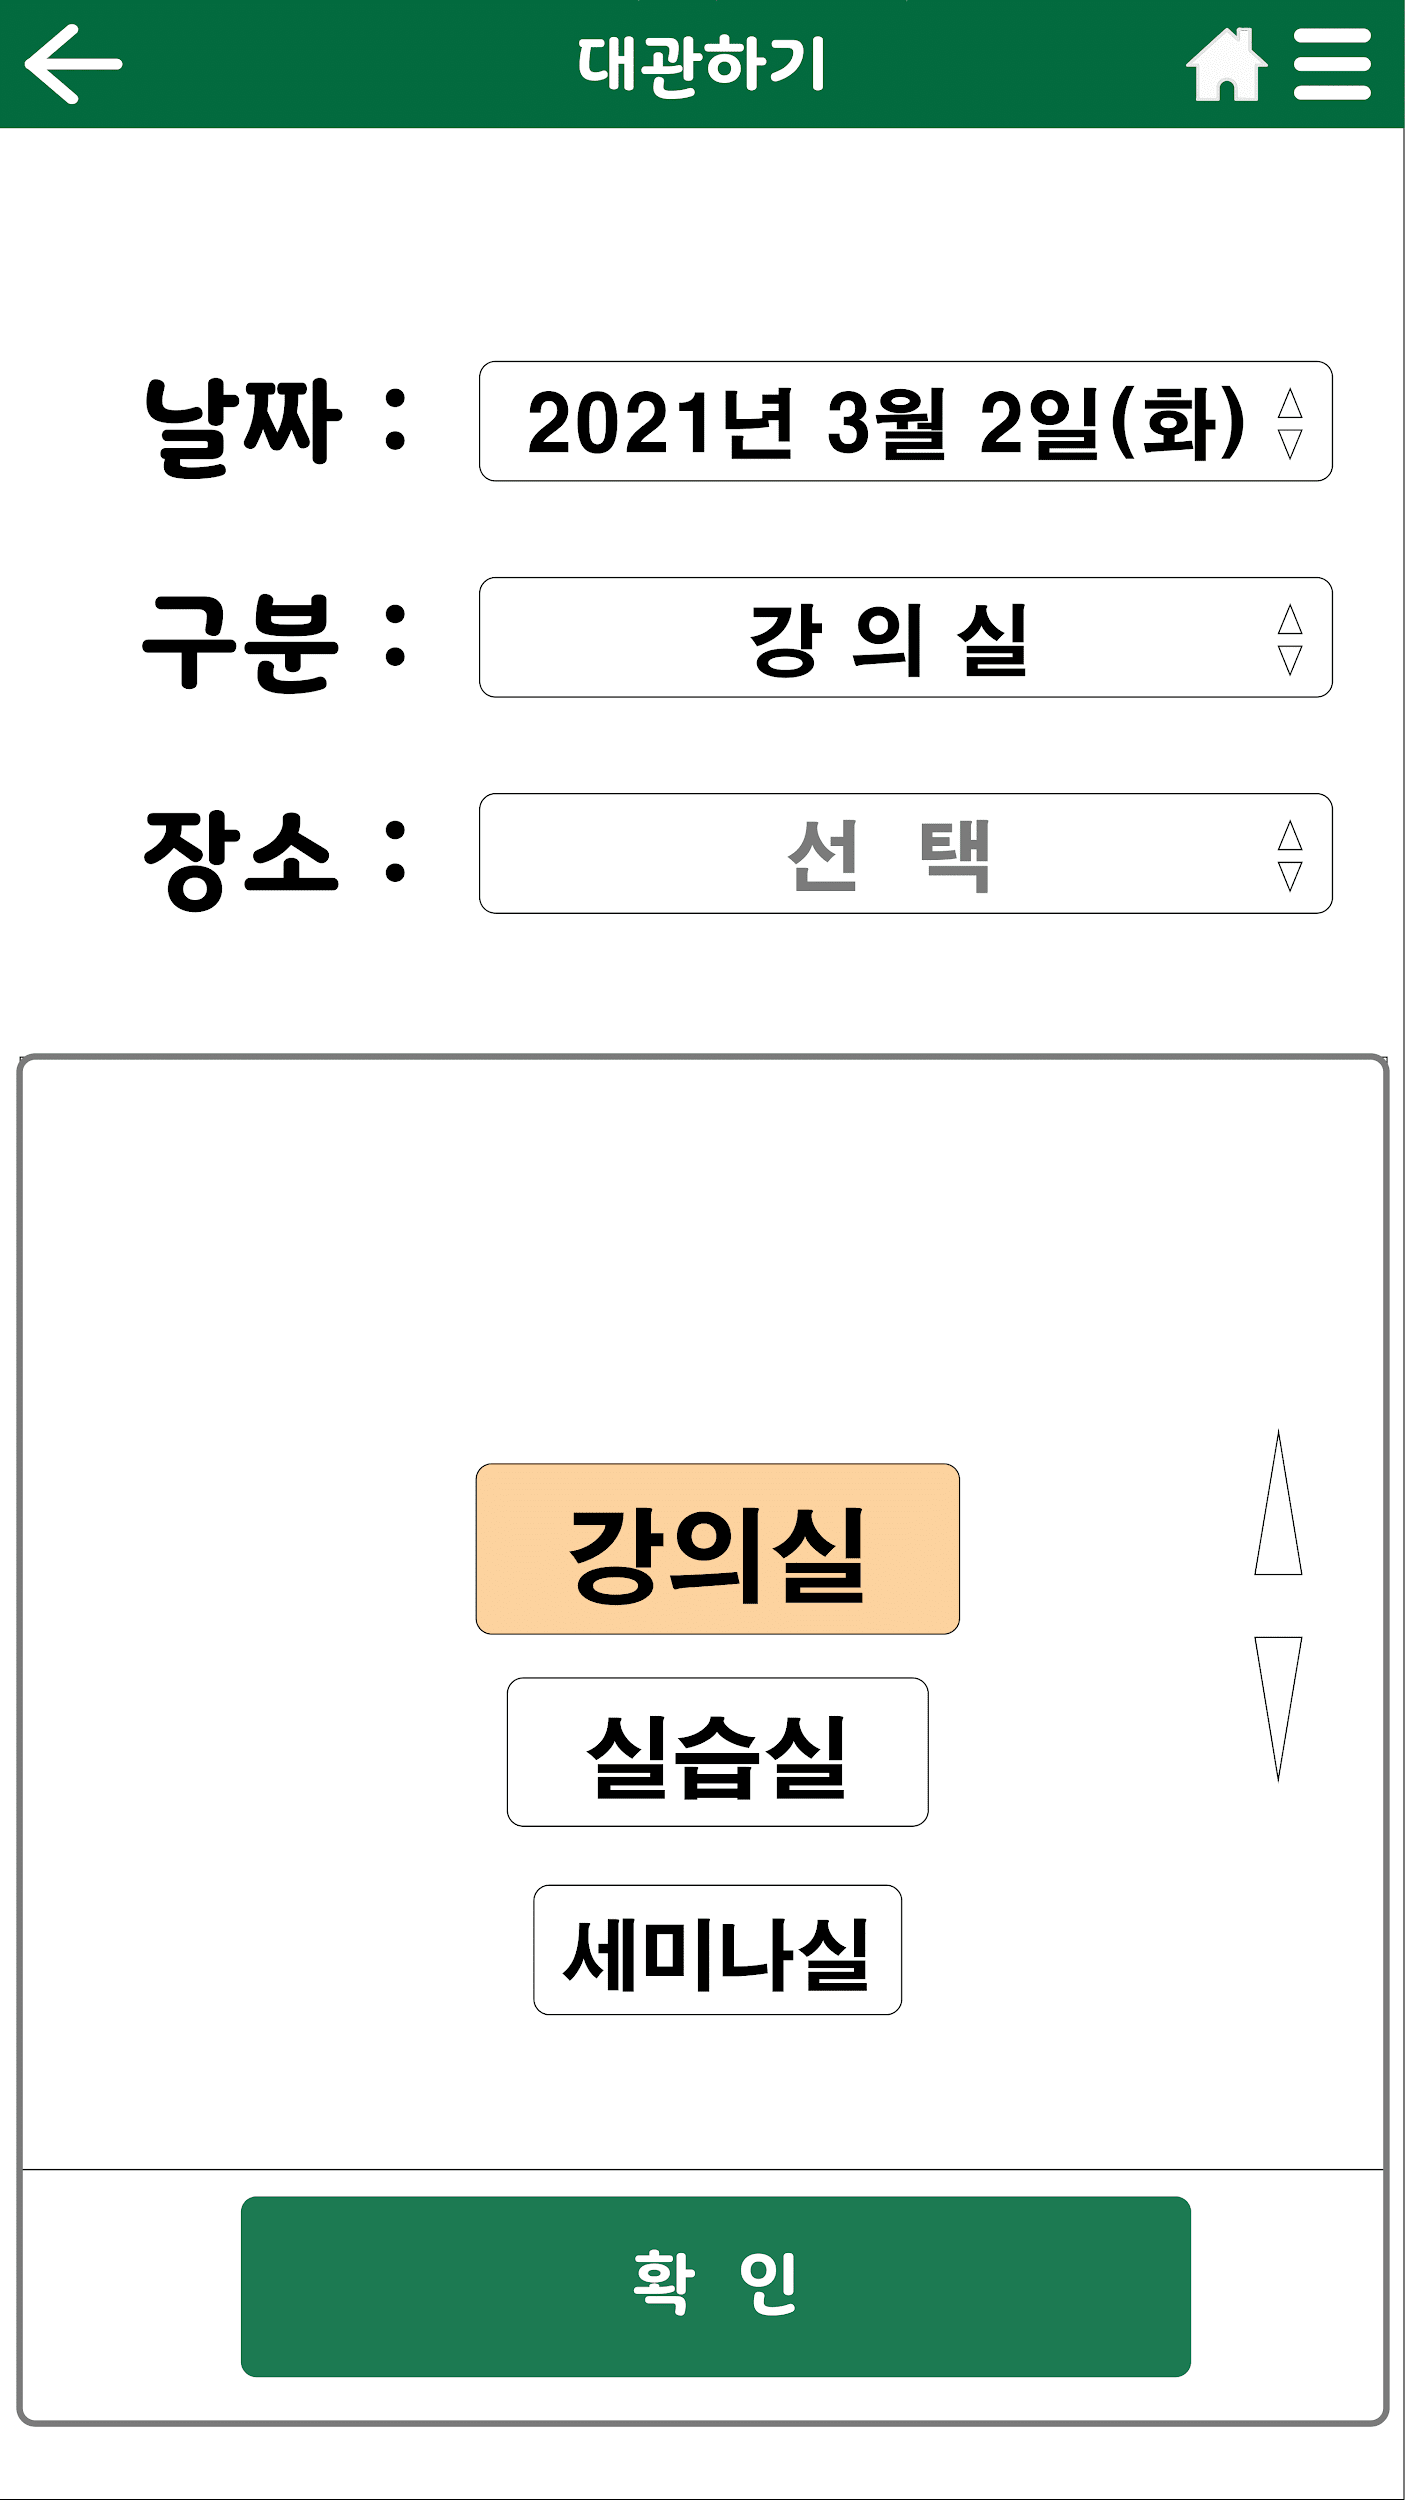 대관하기
날짜 : 2021년 3월 2일(화)
구분 : 강 의 실
장소 : 선 택
강의실
실습실
세미나실
확 인